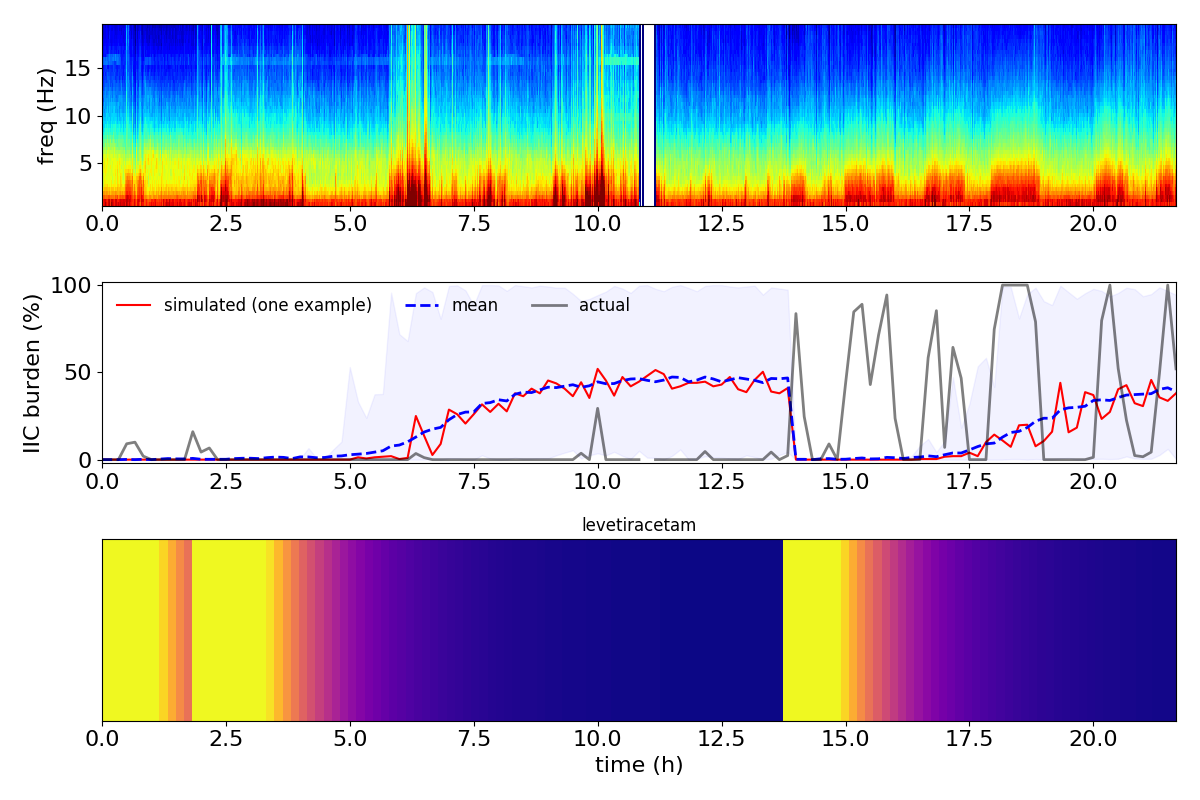 freq (Hz)
15
10
5
0.0 2.5 5.0 7.5 10.0 12.5 15.0 17.5 20.0
IIC burden (%)
100
50
0
simulated (one example) mean actual
0.0 2.5 5.0 7.5 10.0 12.5 15.0 17.5 20.0
levetiracetam
0.0 2.5 5.0 7.5 10.0 12.5 15.0 17.5 20.0
time (h)